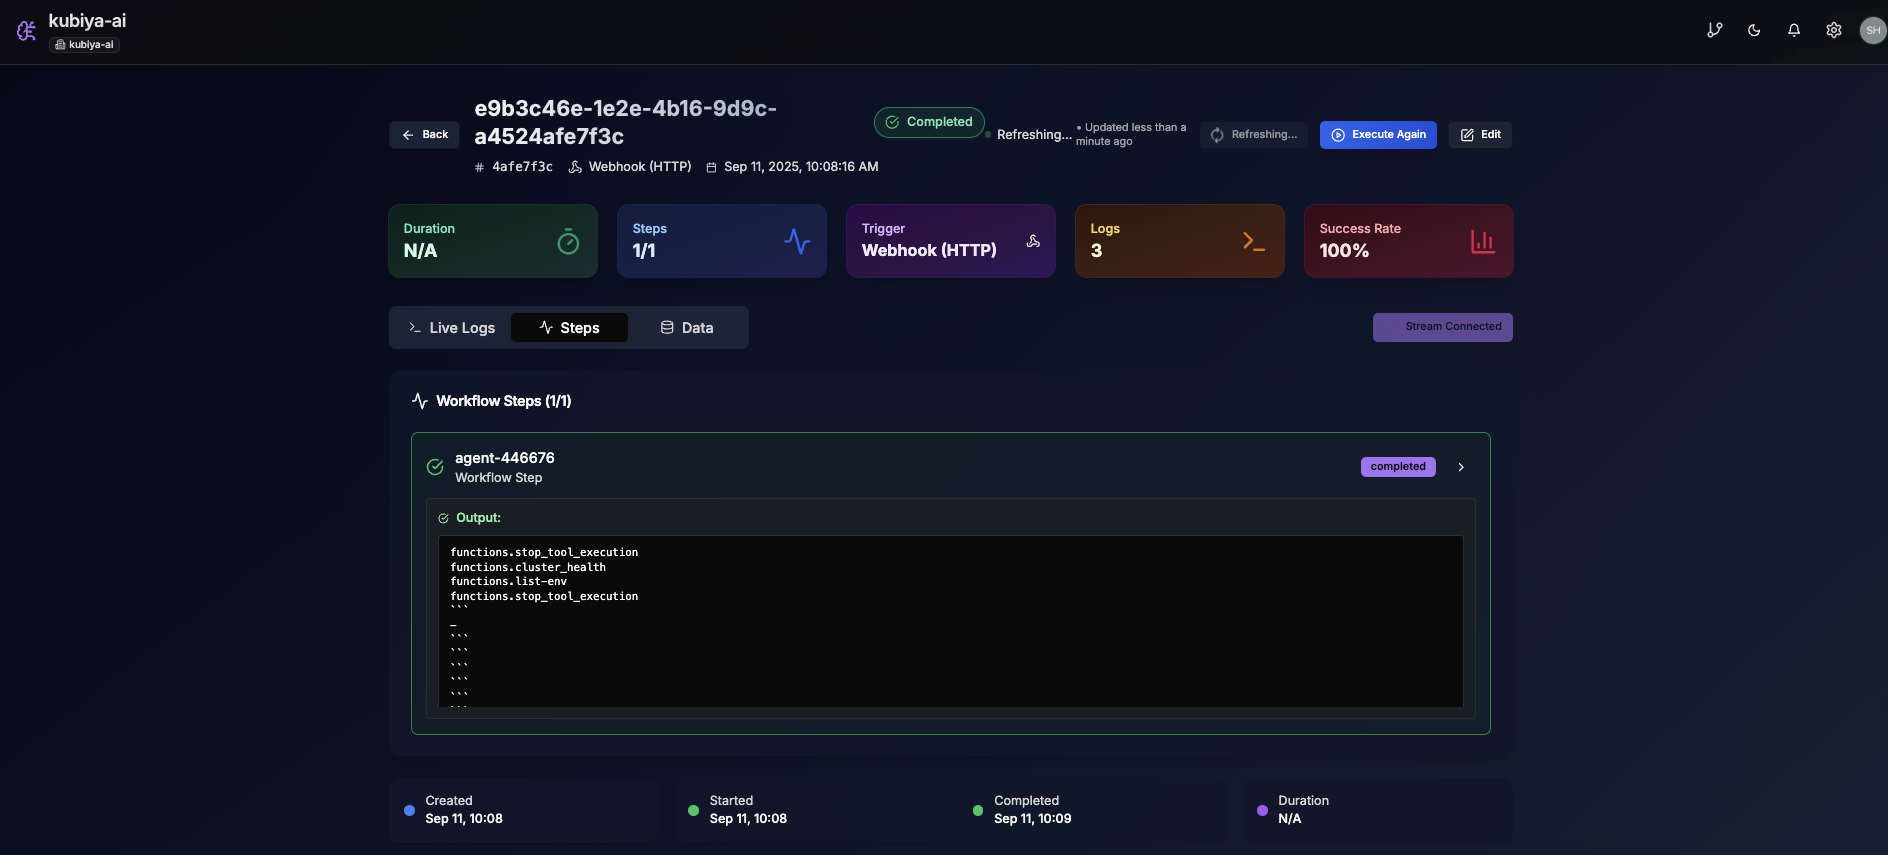 kubiya-ai
kubiya-ai
SH
Back
e9b3c46e-1e2e-4b16-9d9c-
a4524afe7f3c
# 4afe7f3c Webhook (HTTP) Sep 11, 2025, 10:08:16 AM
Completed
Refreshing...
• Updated less than a
minute ago
Refreshing...
Execute Again
Edit
Duration
N/A
Steps
1/1
Trigger
Webhook (HTTP)
Logs
3
Success Rate
100%
Live Logs
Steps
Data
Stream Connected
Workflow Steps (1/1)
agent-446676
Workflow Step
completed
Output:
functions.stop_tool_execution
functions.cluster_health
functions.list-env
functions.stop_tool_execution
```
_
```
```
```
```
```
```
Created
Sep 11, 10:08
Started
Sep 11, 10:08
Completed
Sep 11, 10:09
Duration
N/A